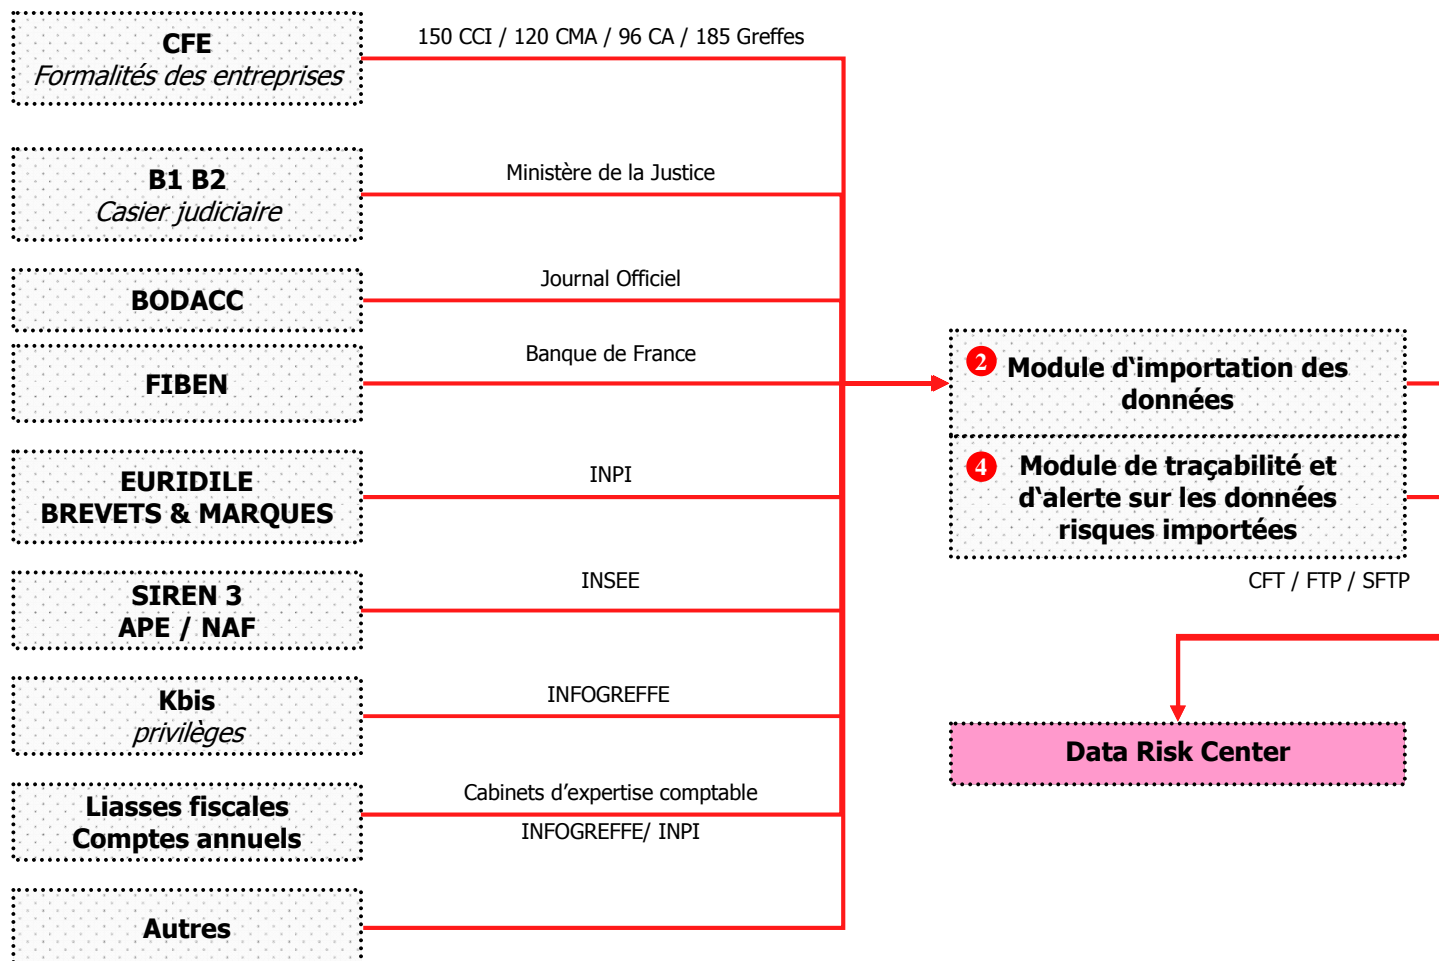 CFE
Formalités des entreprises
150 CCI / 120 CMA / 96 CA / 185 Greffes
B1 B2
Casier judiciaire
Ministère de la Justice
BODACC
Journal Officiel
FIBEN
Banque de France
EURIDILE
BREVETS & MARQUES
INPI
SIREN 3
APE / NAF
INSEE
Kbis
privilèges
INFOGREFFE
Liasses fiscales
Comptes annuels
Cabinets d’expertise comptable
INFOGREFFE/ INPI
Autres
2 Module d‛importation des
données
4 Module de traçabilité et
d‛alerte sur les données
risques importées
CFT / FTP / SFTP
Data Risk Center